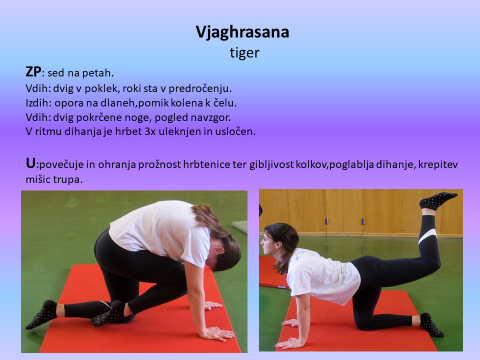 Vjaghrasana
tiger
ZP: sed na petah.
Vdih: dvig v poklek, roki sta v predročenju.
Izdih: opora na dlaneh,pomik kolena k čelu.
Vdih: dvig pokrčene noge, pogled navzgor.
V ritmu dihanja je hrbet 3x uleknjen in usločen.
U:povečuje in ohranja prožnost hrbtenice ter gibljivost kolkov,poglablja dihanje, krepitev
mišic trupa.